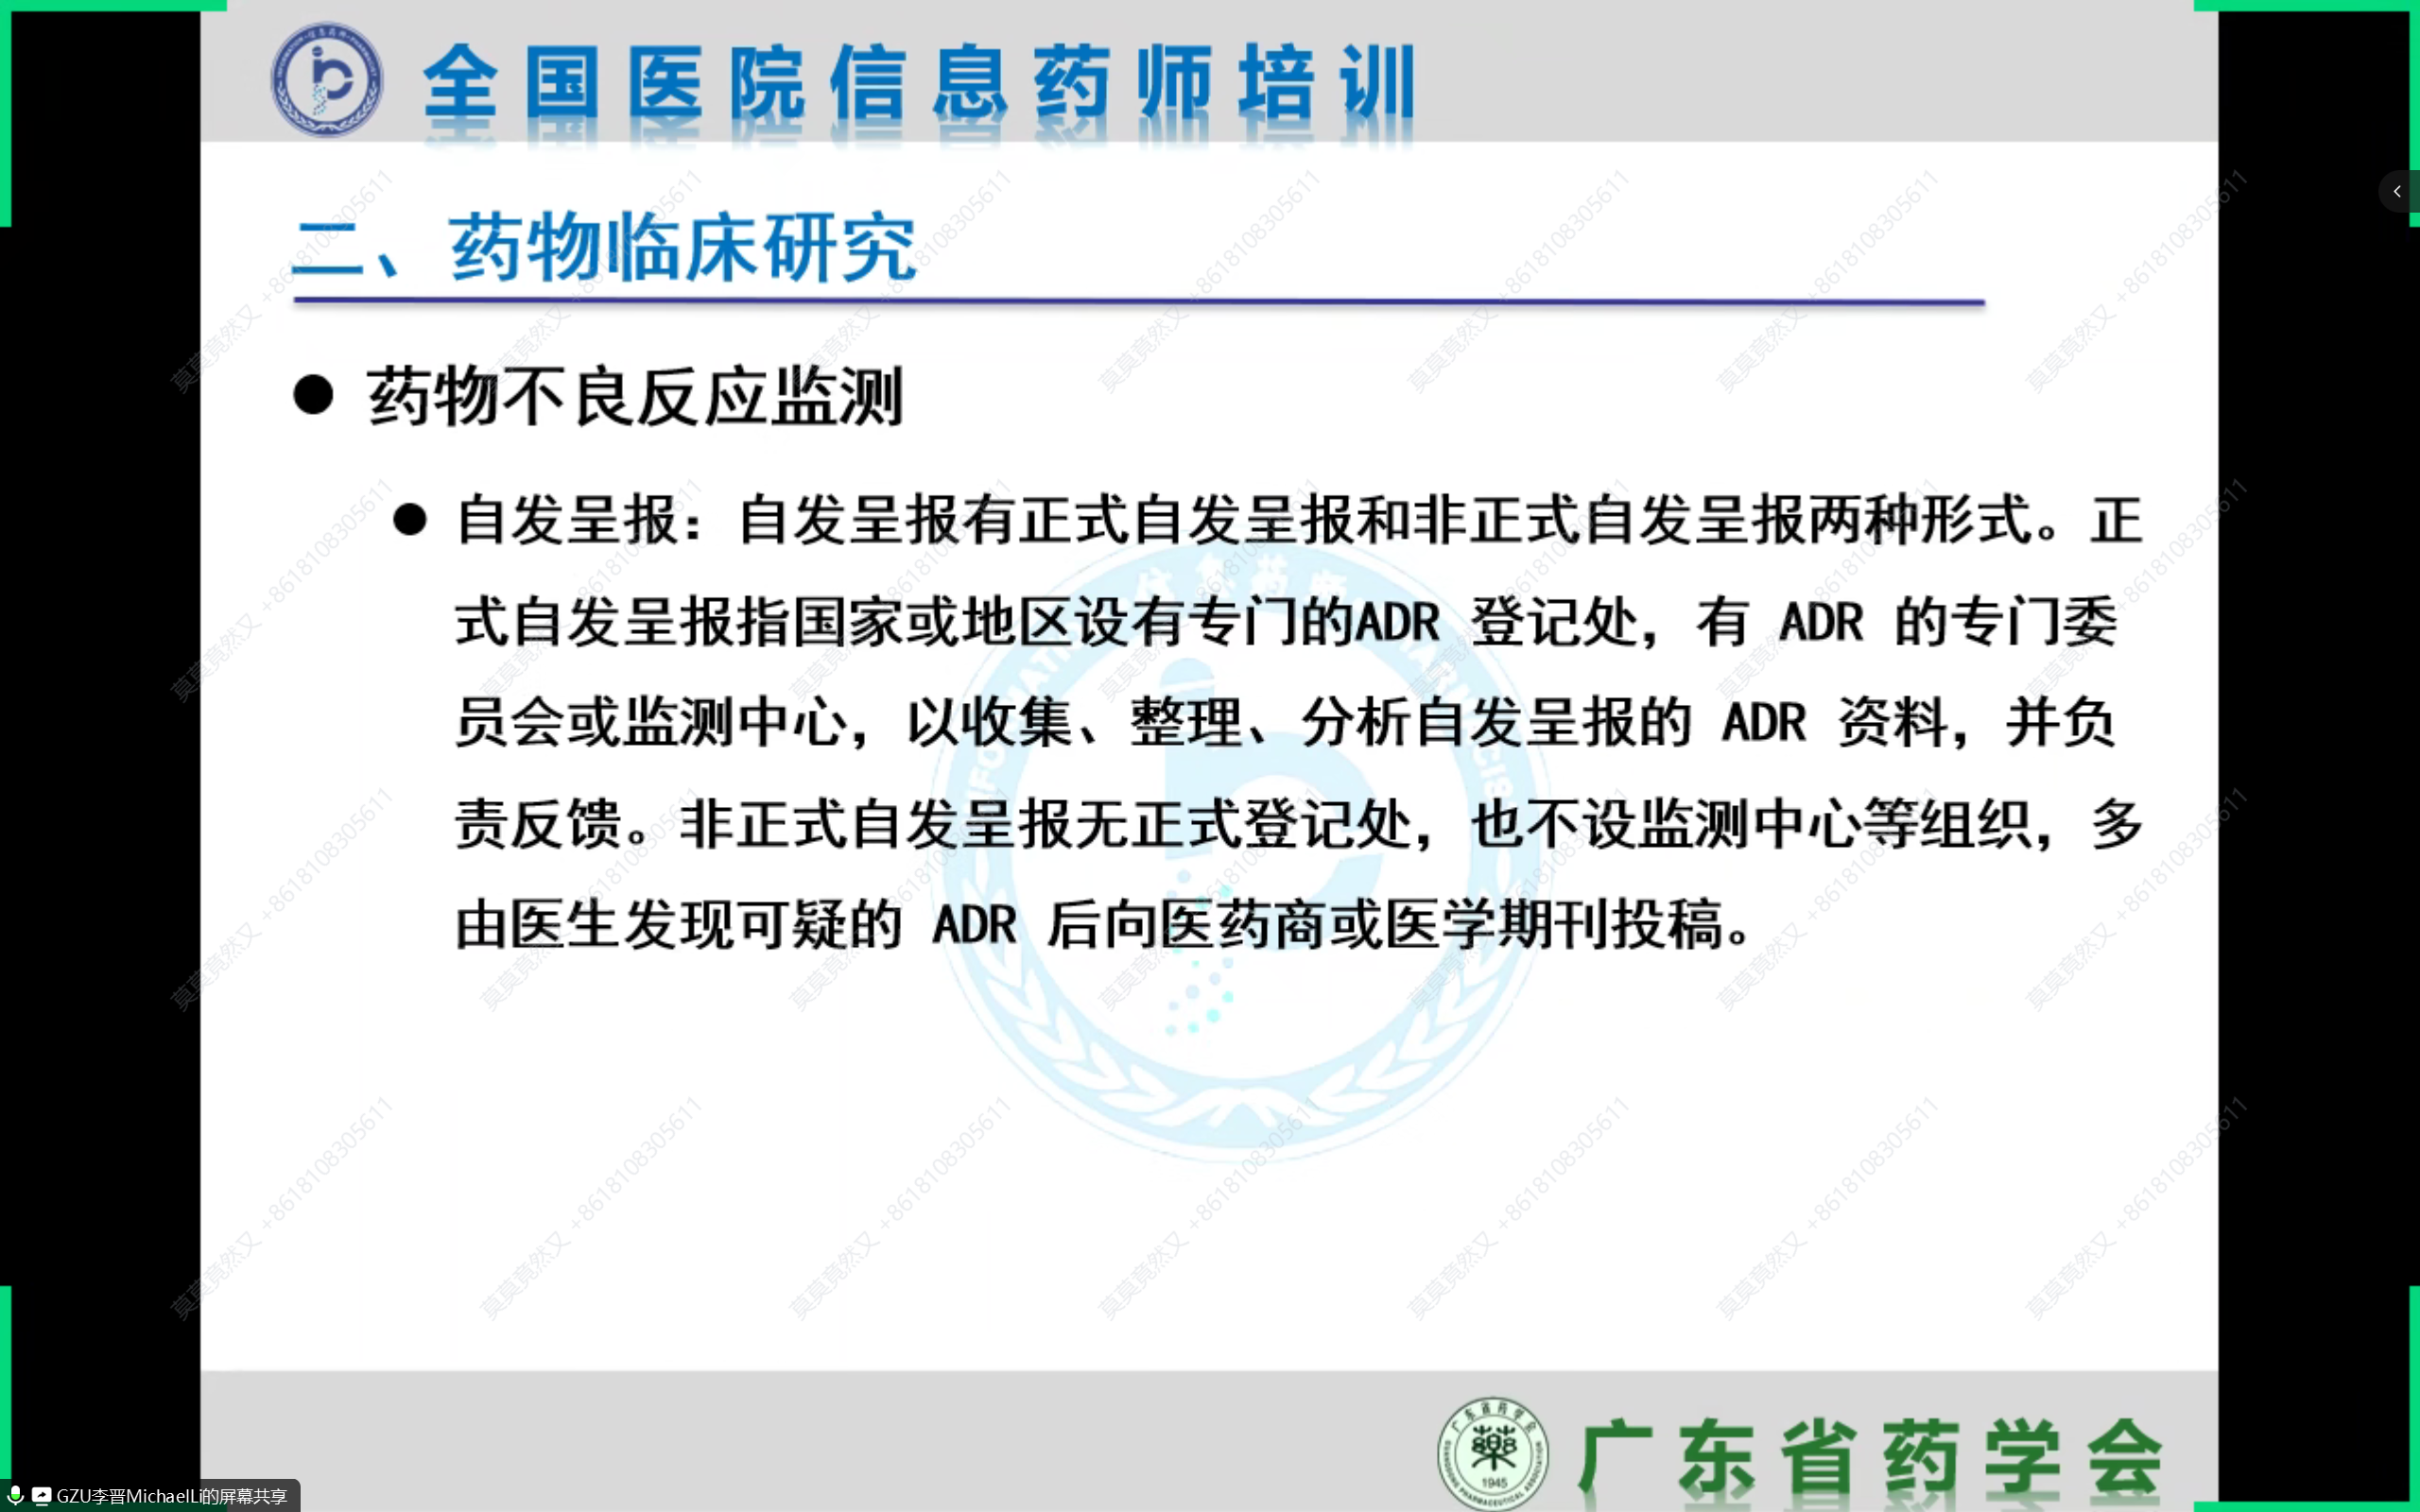 全国医院信息药师培训
二、药物临床研究
● 药物不良反应监测
● 自发呈报：自发呈报有正式自发呈报和非正式自发呈报两种形式。正
式自发呈报指国家或地区设有专门的ADR 登记处，有 ADR 的专门委
员会或监测中心，以收集、整理、分析自发呈报的 ADR 资料，并负
责反馈。非正式自发呈报无正式登记处，也不设监测中心等组织，多
由医生发现可疑的 ADR 后向医药商或医学期刊投稿。
广东省药学会
1945
GZU李晋MichaelLi的屏幕共享
莫莫竟然又 +8618108305611